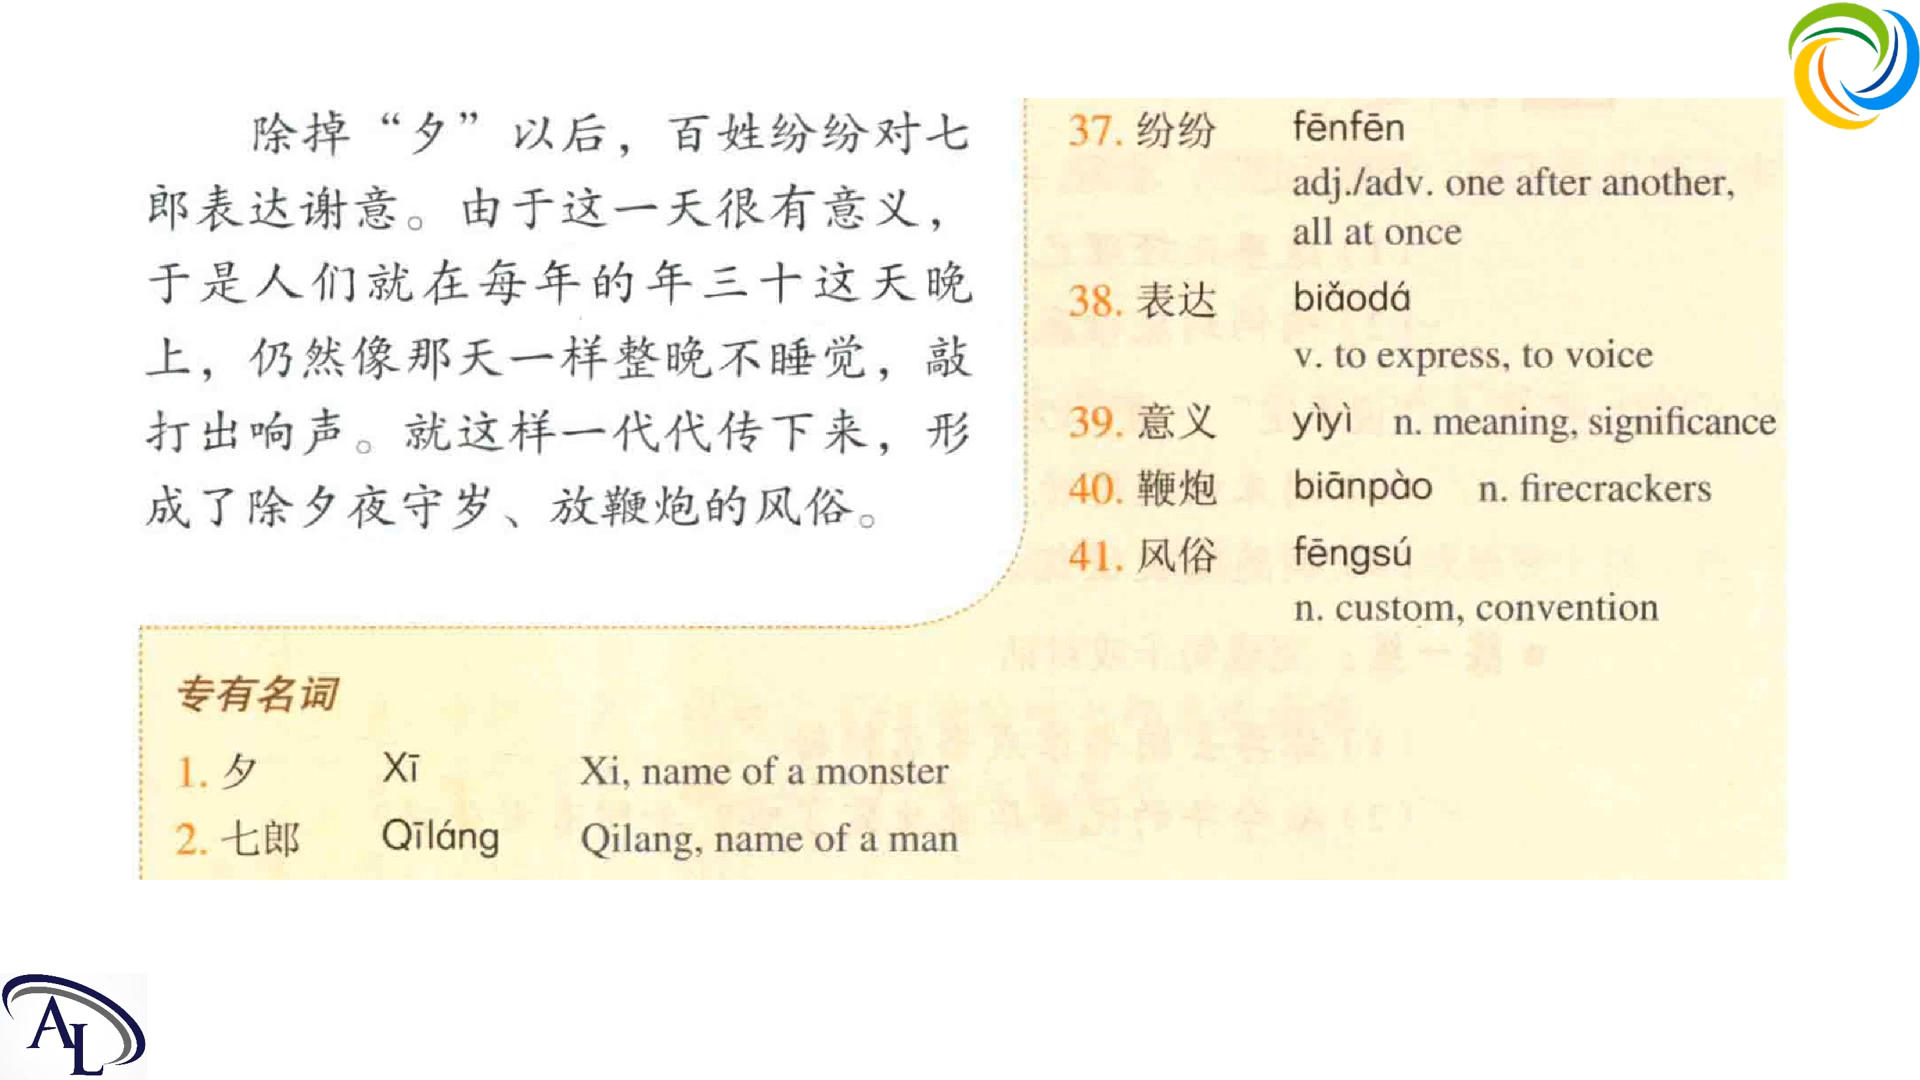 除掉“夕”以后，百姓纷纷对七
郎表达谢意。由于这一天很有意义，
于是人们就在每年的年三十这天晚
上，仍然像那天一样整晚不睡觉，敲
打出响声。就这样一代代传下来，形
成了除夕夜守岁、放鞭炮的风俗。
37. 纷纷 fēnfēn
adj./adv. one after another,
all at once
38. 表达 biǎodá
v. to express, to voice
39. 意义 yìyì n. meaning, significance
40. 鞭炮 biānpào n. firecrackers
41. 风俗 fēngsú
n. custom, convention
专有名词
1. 夕 Xī Xi, name of a monster
2. 七郎 Qīláng Qilang, name of a man
AL